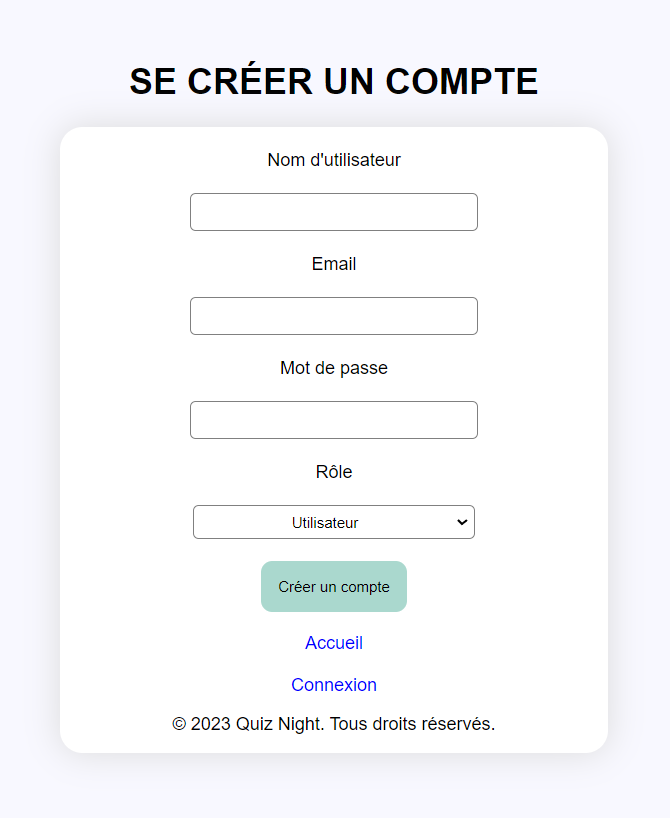 SE CRÉER UN COMPTE
Nom d'utilisateur
Email
Mot de passe
Rôle
Utilisateur
Créer un compte
Accueil
Connexion
© 2023 Quiz Night. Tous droits réservés.